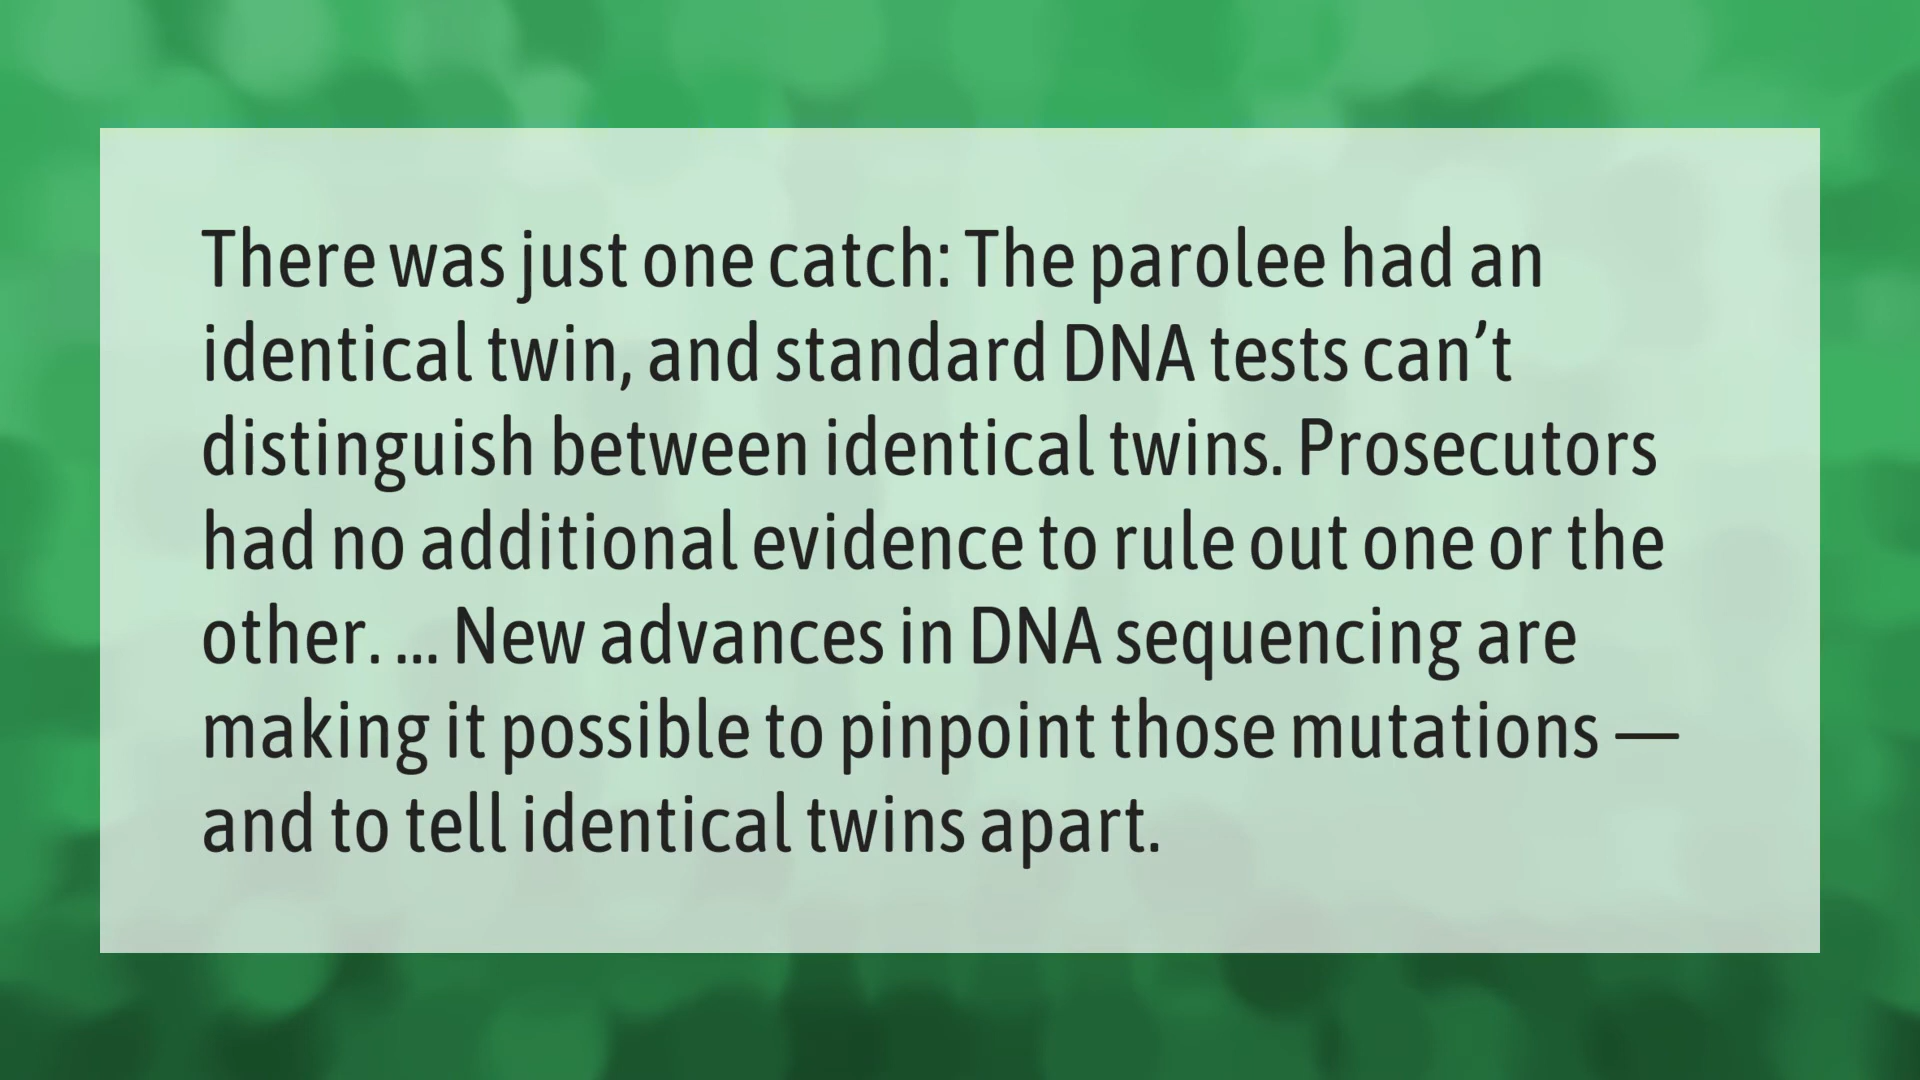 There was just one catch: The parolee had an
identical twin, and standard DNA tests can’t
distinguish between identical twins. Prosecutors
had no additional evidence to rule out one or the
other. ... New advances in DNA sequencing are
making it possible to pinpoint those mutations —
and to tell identical twins apart.